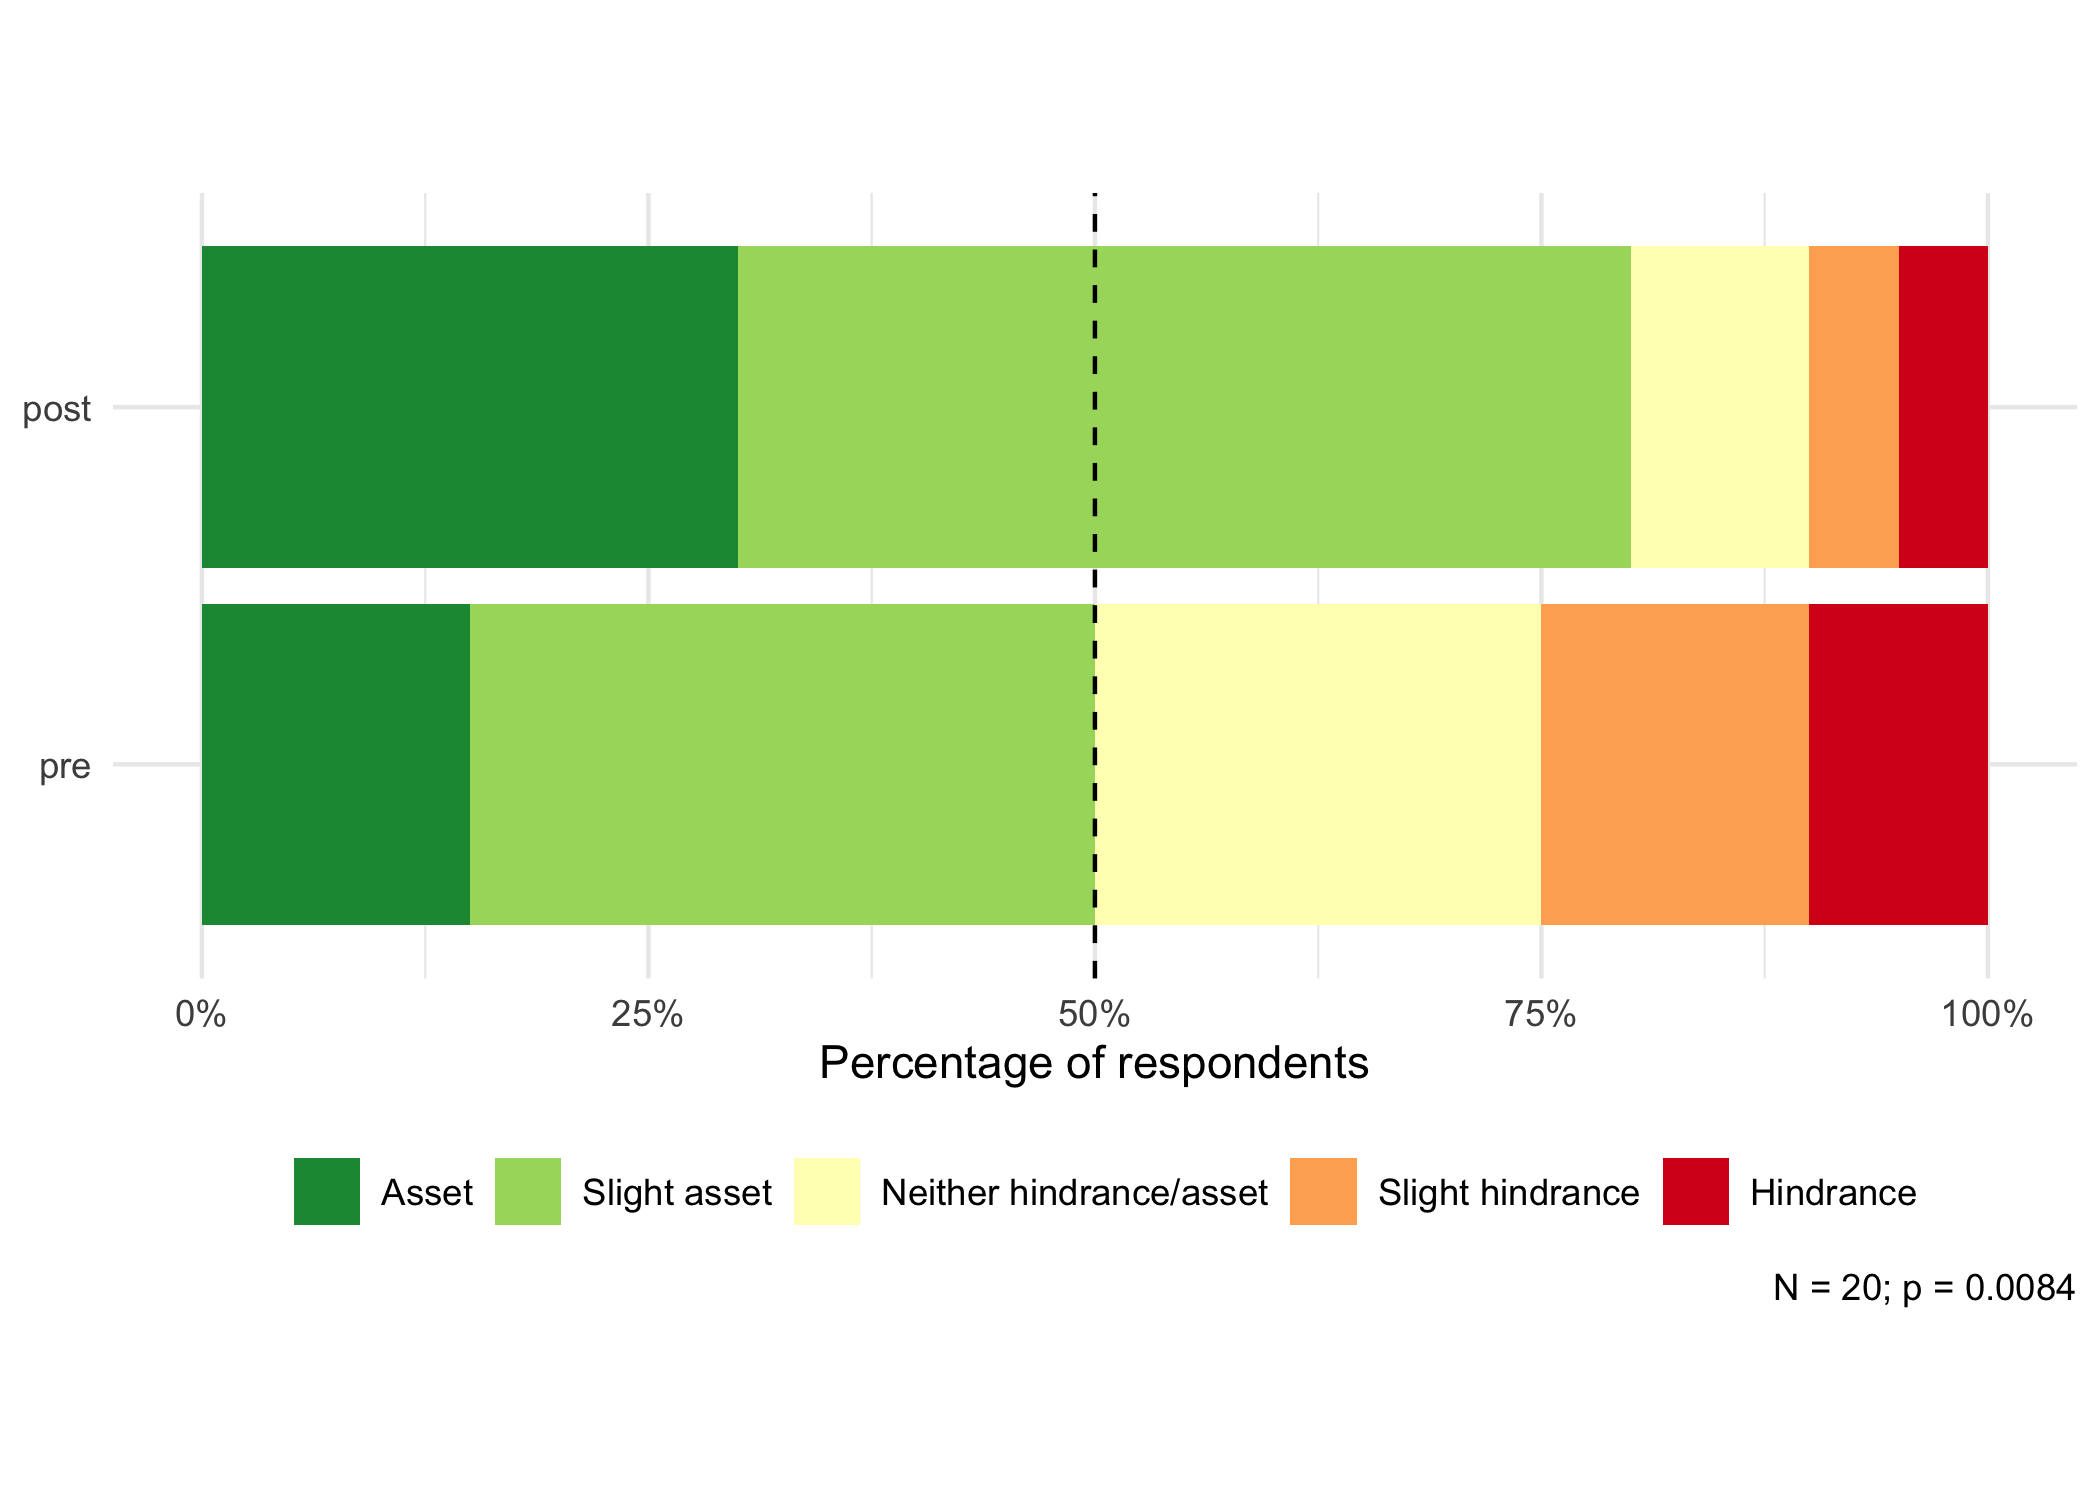 post
pre
0% 25% 50% 75% 100%
Percentage of respondents
Asset Slight asset Neither hindrance/asset Slight hindrance Hindrance
N = 20; p = 0.0084